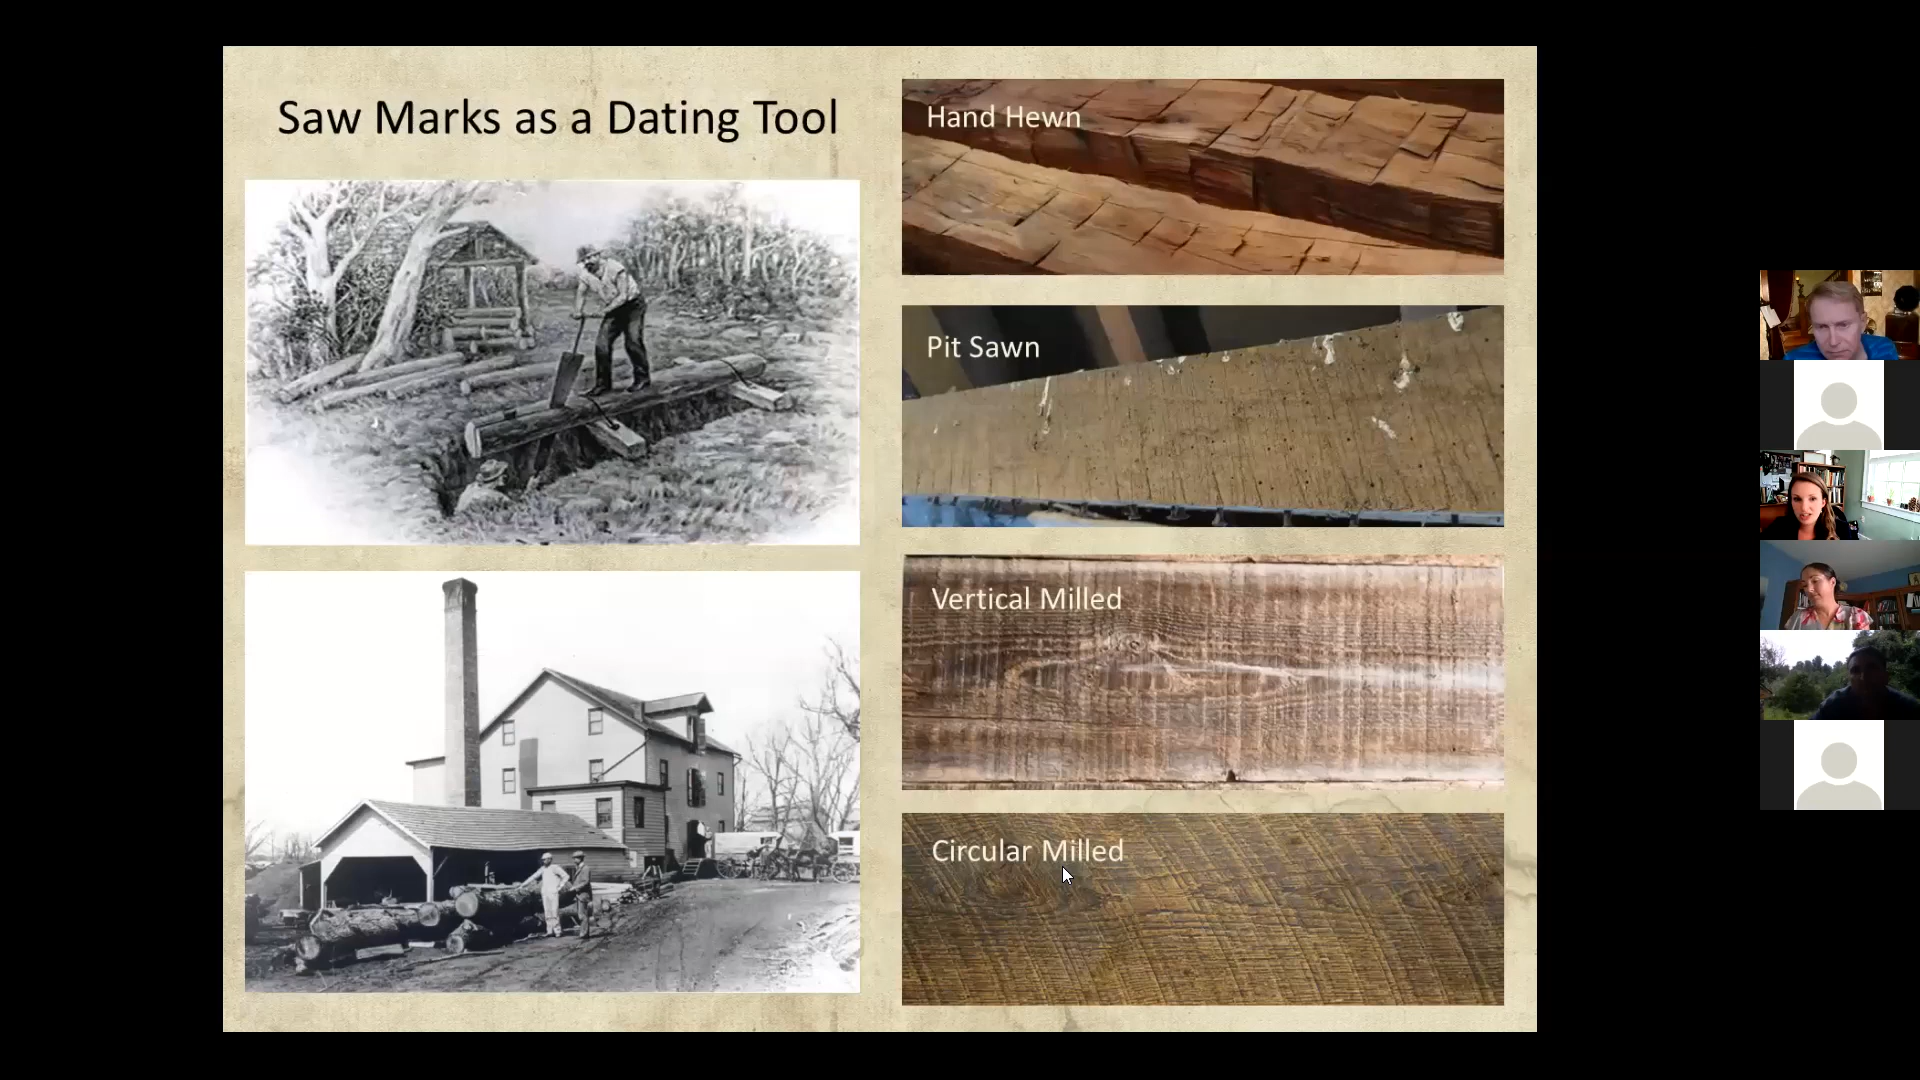 Saw Marks as a Dating Tool
Hand Hewn
Pit Sawn
Vertical Milled
Circular Milled